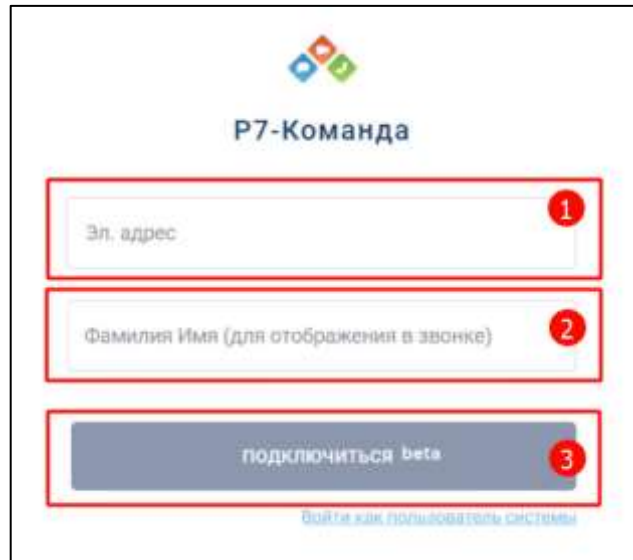 Р7-Команда
1
Эл. адрес
2
Фамилия Имя (для отображения в звонке)
подключиться beta
3
Войти как пользователь системы